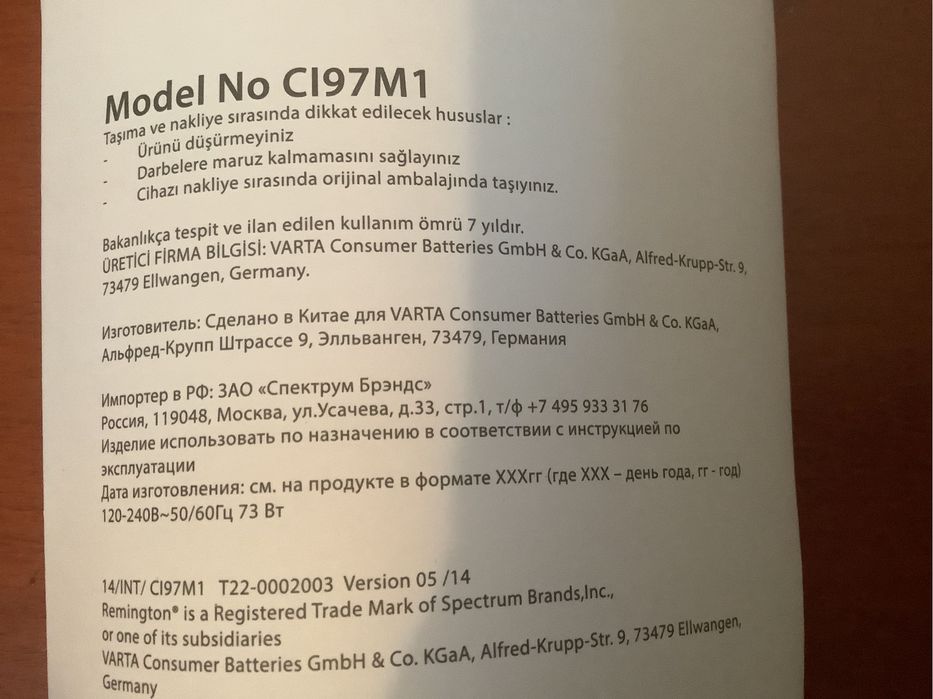 Model No CI97M1
Taşıma ve nakliye sırasında dikkat edilecek hususlar :
- Ürünü düşürmeyiniz
- Darbelere maruz kalmamasını sağlayınız
- Cihazı nakliye sırasında orijinal ambalajında taşıyınız.
Bakanlıkça tespit ve ilan edilen kullanım ömrü 7 yıldır.
ÜRETİCİ FİRMA BİLGİSİ: VARTA Consumer Batteries GmbH & Co. KGaA, Alfred-Krupp-Str. 9,
73479 Ellwangen, Germany.
Изготовитель: Сделано в Китае для VARTA Consumer Batteries GmbH & Co. KGaA,
Альфред-Крупп Штрассе 9, Элльванген, 73479, Германия
Импортер в РФ: ЗАО «Спектрум Брэндс»
Россия, 119048, Москва, ул.Усачева, д.33, стр.1, т/ф +7 495 933 31 76
Изделие использовать по назначению в соответствии с инструкцией по
эксплуатации
Дата изготовления: см. на продукте в формате XXXгг (где XXX – день года, гг - год)
120-240В~50/60Гц 73 Вт
14/INT/ CI97M1 T22-0002003 Version 05 /14
Remington® is a Registered Trade Mark of Spectrum Brands,Inc.,
or one of its subsidiaries
VARTA Consumer Batteries GmbH & Co. KGaA, Alfred-Krupp-Str. 9, 73479 Ellwangen,
Germany